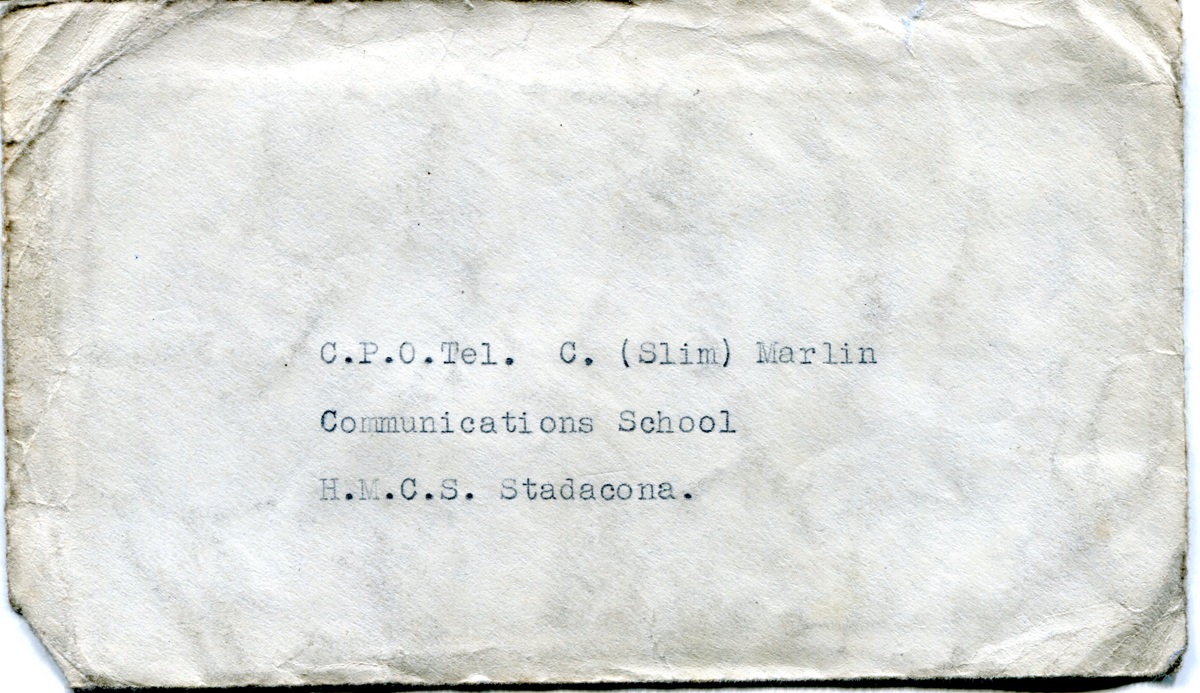 C.P.O.Tel.  C. (Slim) Marlin
Communications School
H.M.C.S. Stadacona.